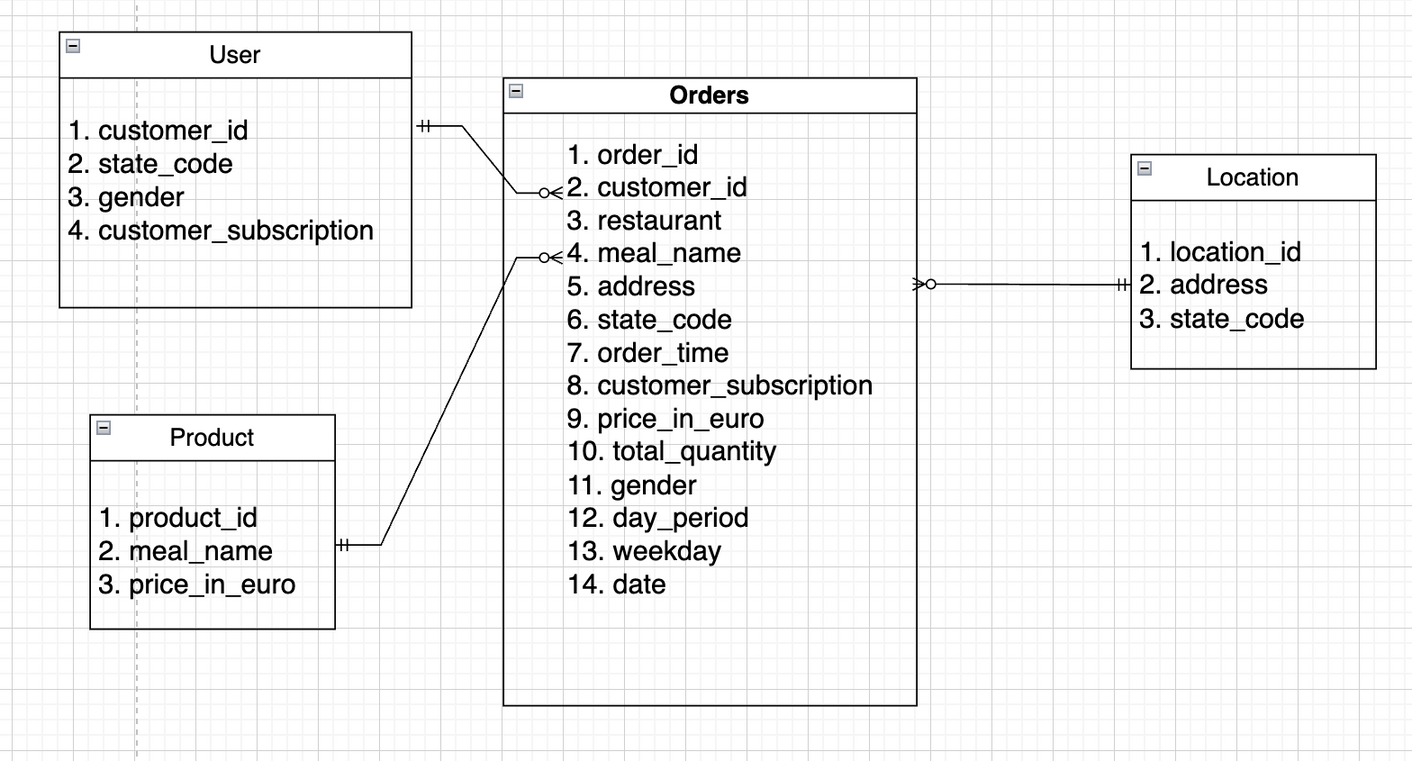 User
1. customer_id
2. state_code
3. gender
4. customer_subscription
Product
1. product_id
2. meal_name
3. price_in_euro
Orders
1. order_id
2. customer_id
3. restaurant
4. meal_name
5. address
6. state_code
7. order_time
8. customer_subscription
9. price_in_euro
10. total_quantity
11. gender
12. day_period
13. weekday
14. date
Location
1. location_id
2. address
3. state_code